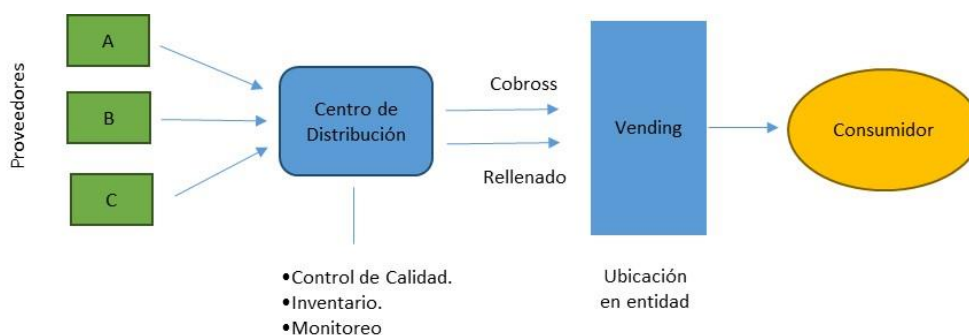 Proveedores
A
B
C
Centro de
Distribución
•Control de Calidad.
•Inventario.
•Monitoreo
Cobross
Rellenado
Vending
Ubicación
en entidad
Consumidor